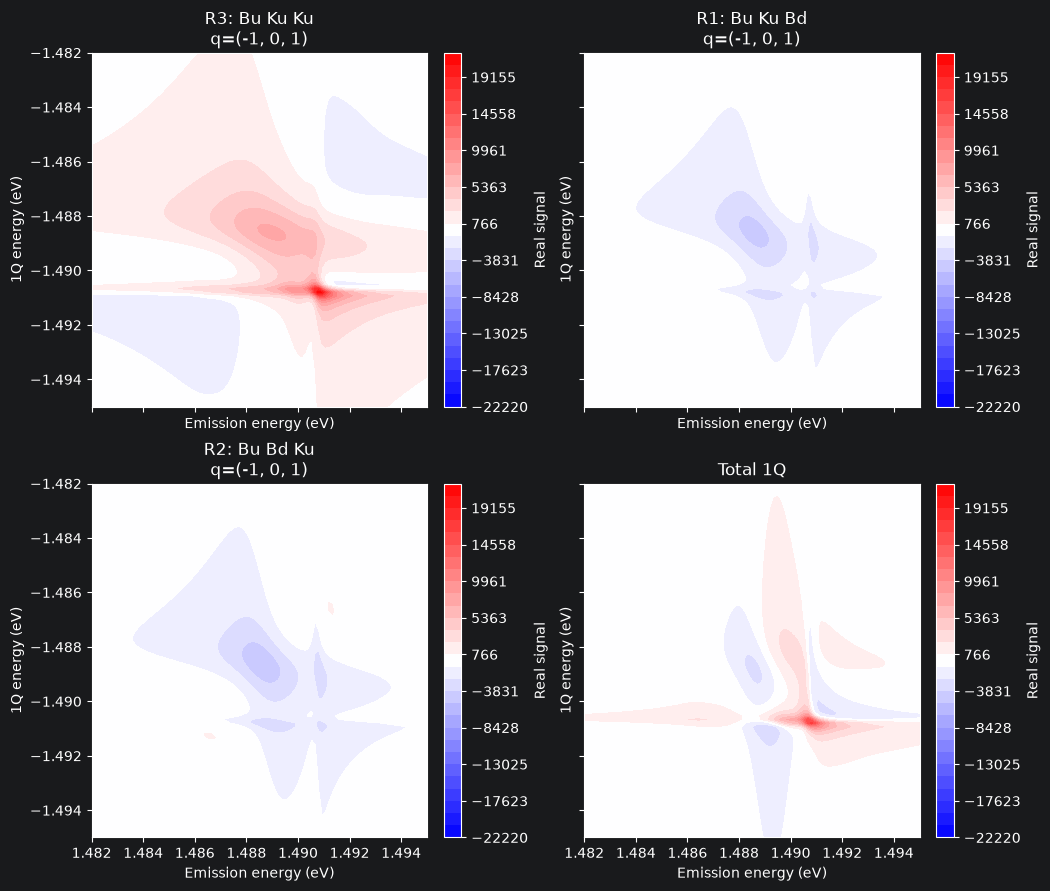 R3: Bu Ku Ku
q=(-1, 0, 1)
−1.482
−1.484
−1.486
−1.488
−1.490
−1.492
−1.494
1Q energy (eV)
Emission energy (eV)
19155
14558
9961
5363
766
−3831
−8428
−13025
−17623
−22220
Real signal
R1: Bu Ku Bd
q=(-1, 0, 1)
1Q energy (eV)
Emission energy (eV)
19155
14558
9961
5363
766
−3831
−8428
−13025
−17623
−22220
Real signal
R2: Bu Bd Ku
q=(-1, 0, 1)
−1.482
−1.484
−1.486
−1.488
−1.490
−1.492
−1.494
1Q energy (eV)
1.482 1.484 1.486 1.488 1.490 1.492 1.494
Emission energy (eV)
19155
14558
9961
5363
766
−3831
−8428
−13025
−17623
−22220
Real signal
Total 1Q
1Q energy (eV)
1.482 1.484 1.486 1.488 1.490 1.492 1.494
Emission energy (eV)
19155
14558
9961
5363
766
−3831
−8428
−13025
−17623
−22220
Real signal